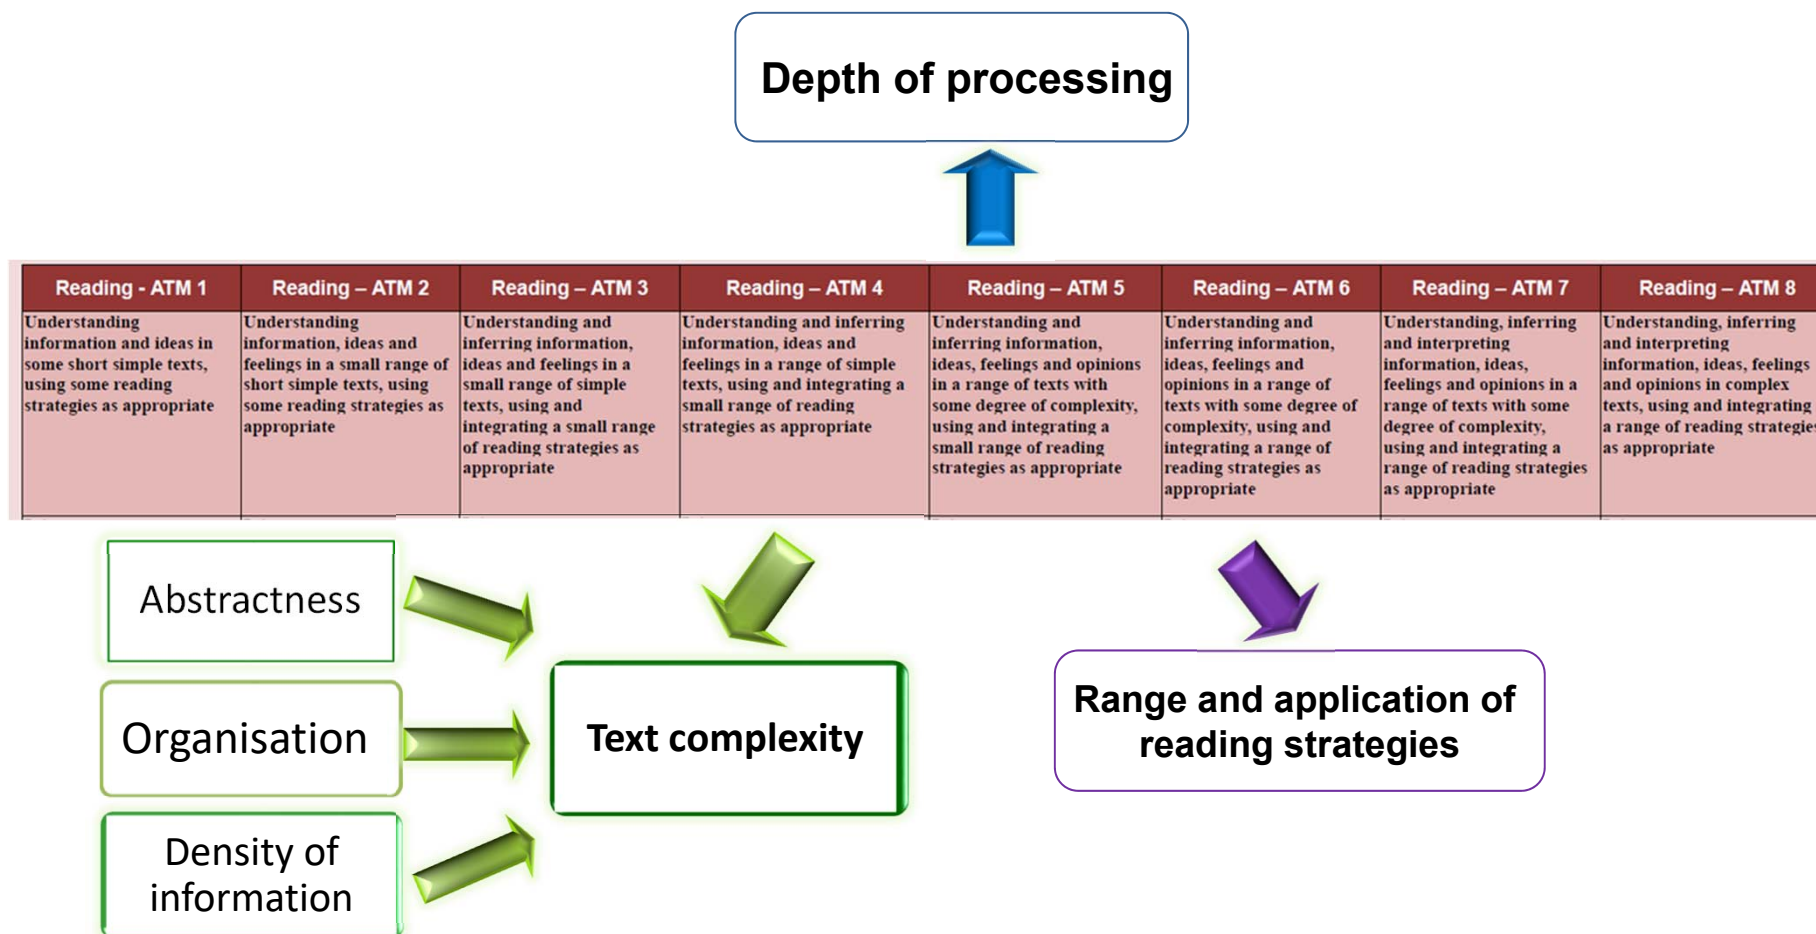 Depth of processing
Reading - ATM 1
Understanding
information and ideas in
some short simple texts,
using some reading
strategies as appropriate
Reading – ATM 2
Understanding
information, ideas and
feelings in a small range of
short simple texts, using
some reading strategies as
appropriate
Reading – ATM 3
Understanding and
inferring information,
ideas and feelings in a
small range of simple
texts, using and
integrating a small range
of reading strategies as
appropriate
Reading – ATM 4
Understanding and inferring
information, ideas and
feelings in a range of simple
texts, using and integrating a
small range of reading
strategies as appropriate
Reading – ATM 5
Understanding and
inferring information,
ideas, feelings and opinions
in a range of texts with
some degree of complexity,
using and integrating a
small range of reading
strategies as appropriate
Reading – ATM 6
Understanding and
inferring information,
ideas, feelings and
opinions in a range of
texts with some degree of
complexity, using and
integrating a range of
reading strategies as
appropriate
Reading – ATM 7
Understanding, inferring
and interpreting
information, ideas,
feelings and opinions in a
range of texts with some
degree of complexity,
using and integrating a
range of reading strategies
as appropriate
Reading – ATM 8
Understanding, inferring
and interpreting
information, ideas, feelings
and opinions in complex
texts, using and integrating
a range of reading strategies
as appropriate
Abstractness
Organisation
Density of
information
Text complexity
Range and application of
reading strategies